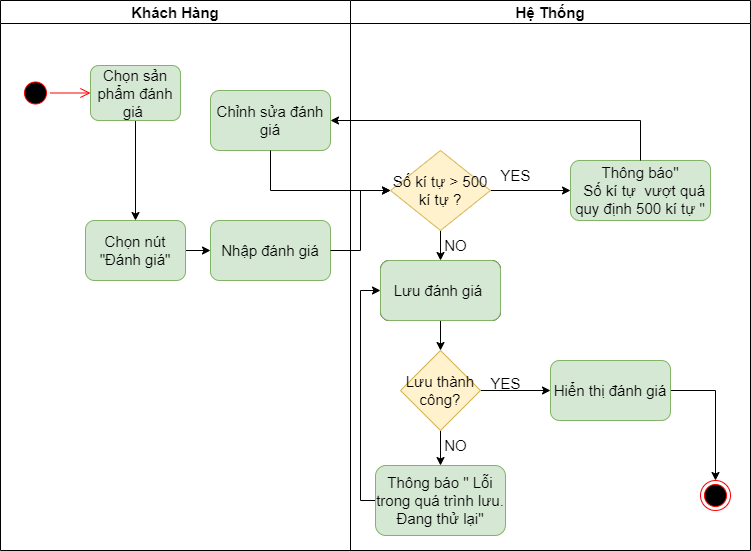 Khách Hàng
Hệ Thống
Chọn sản
phẩm đánh
giá
Chỉnh sửa đánh
giá
Số kí tự > 500
kí tự ?
YES
Thông báo"
Số kí tự  vượt quá
quy định 500 kí tự "
Chọn nút
"Đánh giá"
Nhập đánh giá
NO
Lưu đánh giá
Lưu thành
công?
YES
Hiển thị đánh giá
NO
Thông báo " Lỗi
trong quá trình lưu.
Đang thử lại"